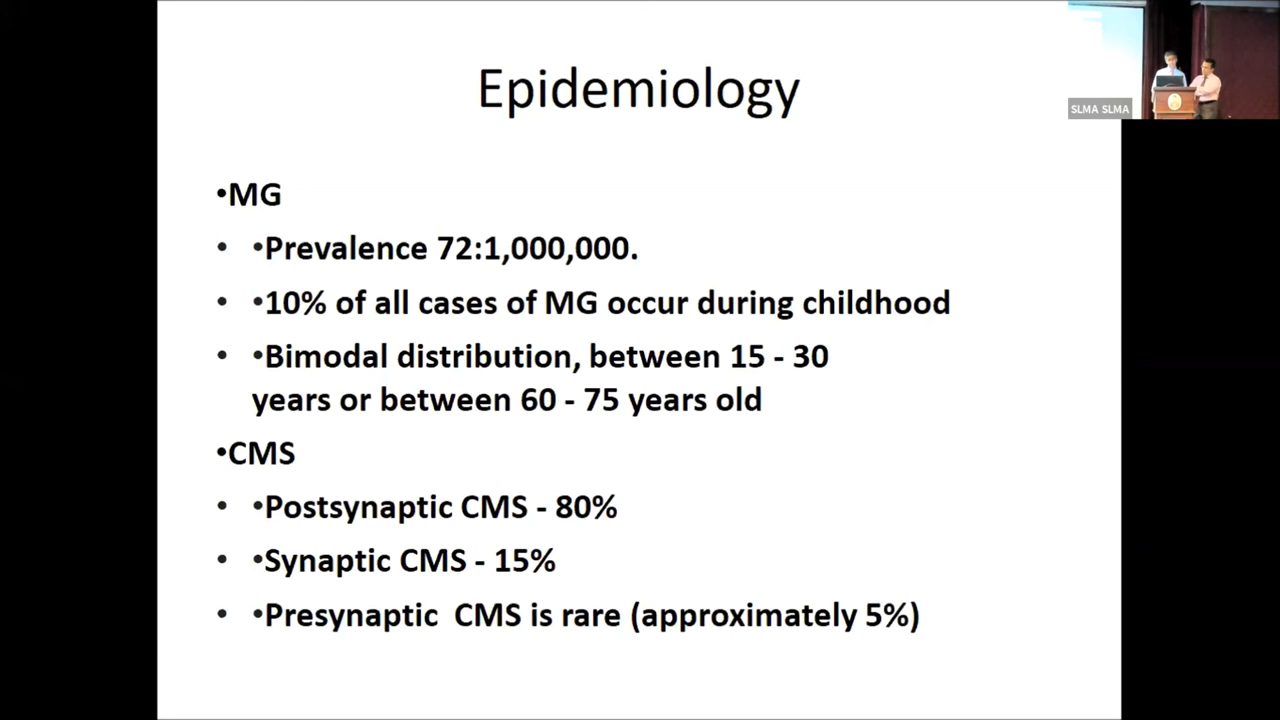 Epidemiology
SLMA SLMA
•MG
• •Prevalence 72:1,000,000.
• •10% of all cases of MG occur during childhood
• •Bimodal distribution, between 15 - 30
years or between 60 - 75 years old
•CMS
• •Postsynaptic CMS - 80%
• •Synaptic CMS - 15%
• •Presynaptic  CMS is rare (approximately 5%)